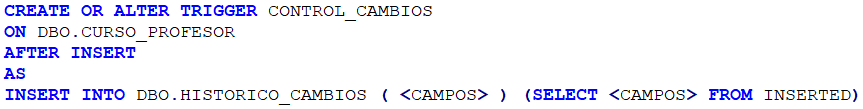 CREATE OR ALTER TRIGGER CONTROL_CAMBIOS
ON DBO.CURSO_PROFESOR
AFTER INSERT
AS
INSERT INTO DBO.HISTORICO_CAMBIOS ( <CAMPOS> ) (SELECT <CAMPOS> FROM INSERTED)